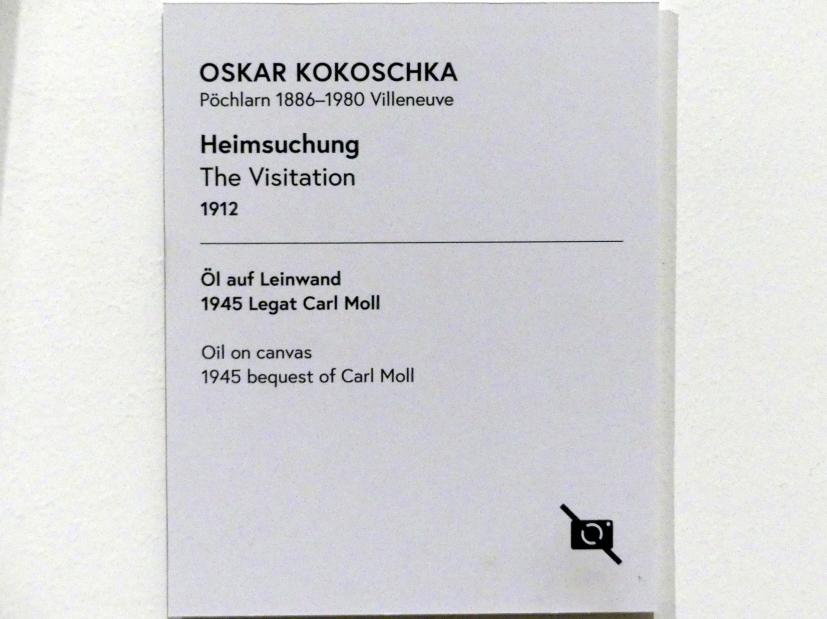 OSKAR KOKOSCHKA
Pöchlarn 1886–1980 Villeneuve
Heimsuchung
The Visitation
1912
Öl auf Leinwand
1945 Legat Carl Moll
Oil on canvas
1945 bequest of Carl Moll